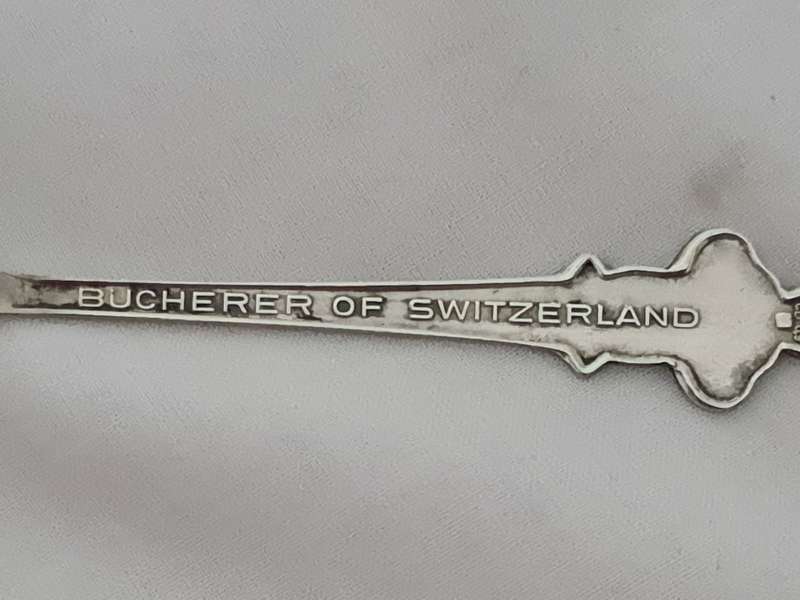 BUCHERER OF SWITZERLAND